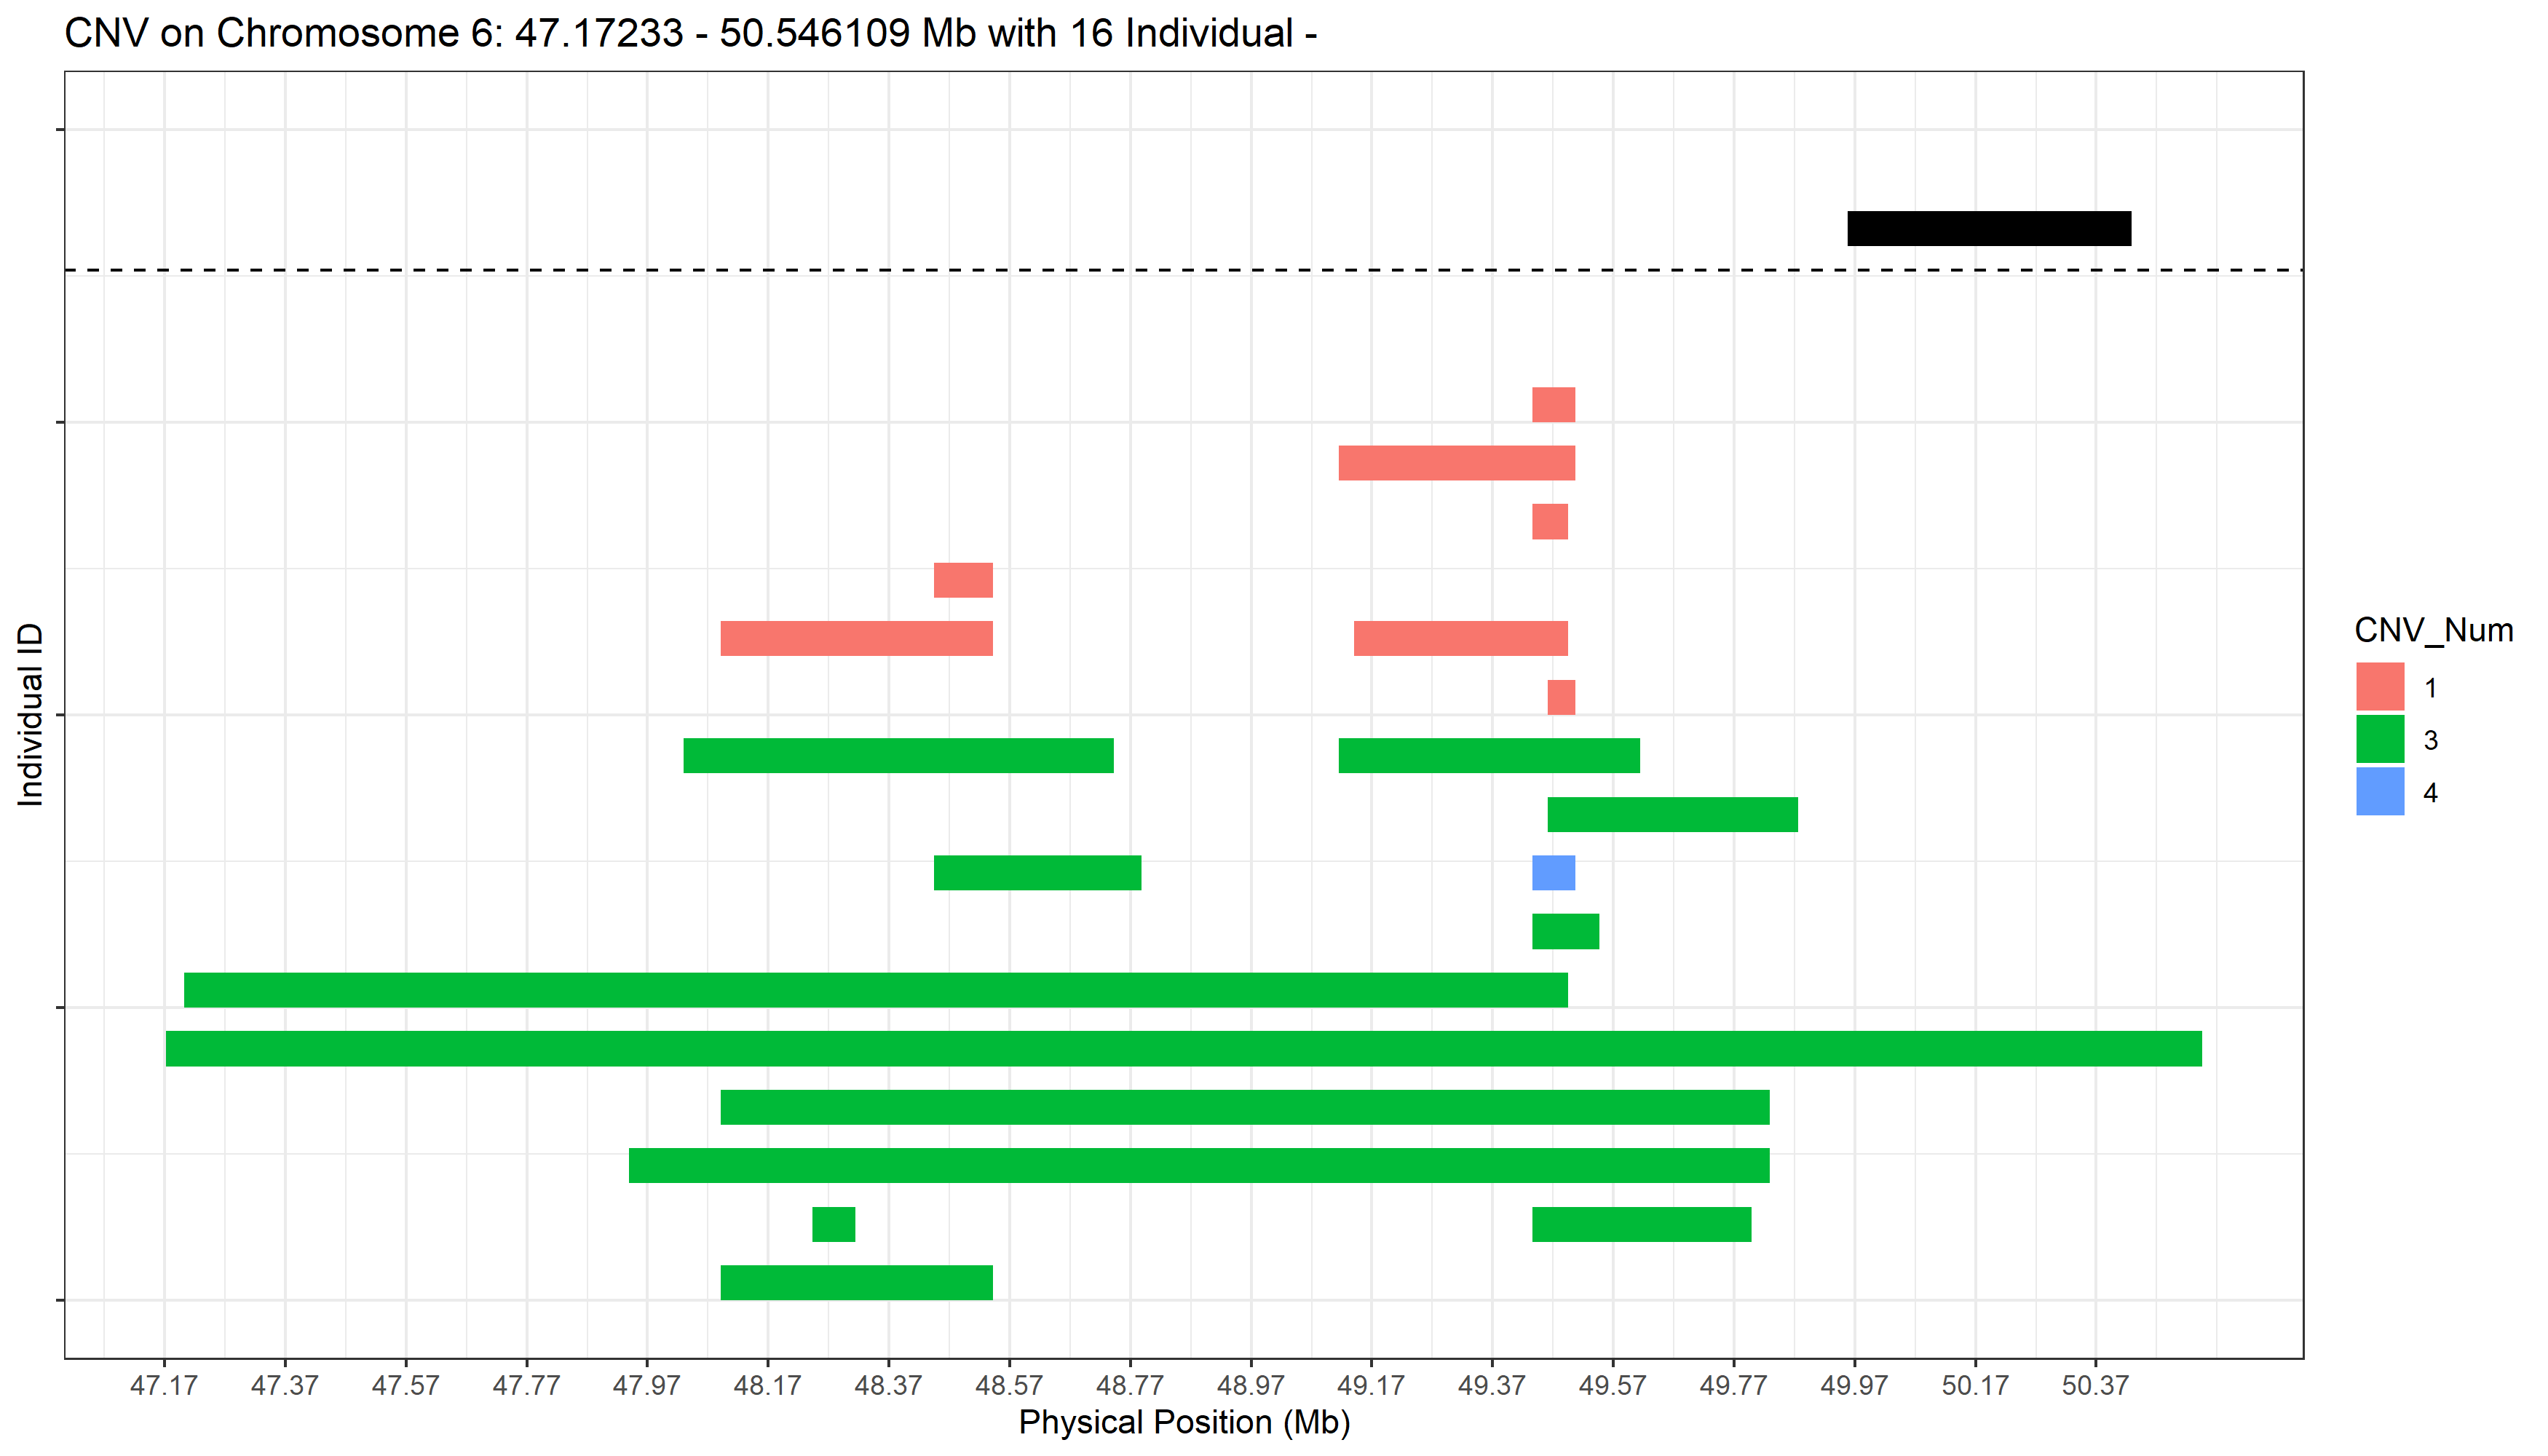 CNV on Chromosome 6: 47.17233 - 50.546109 Mb with 16 Individual -
Individual ID
CNV_Num
1
3
4
47.17 47.37 47.57 47.77 47.97 48.17 48.37 48.57 48.77 48.97 49.17 49.37 49.57 49.77 49.97 50.17 50.37
Physical Position (Mb)